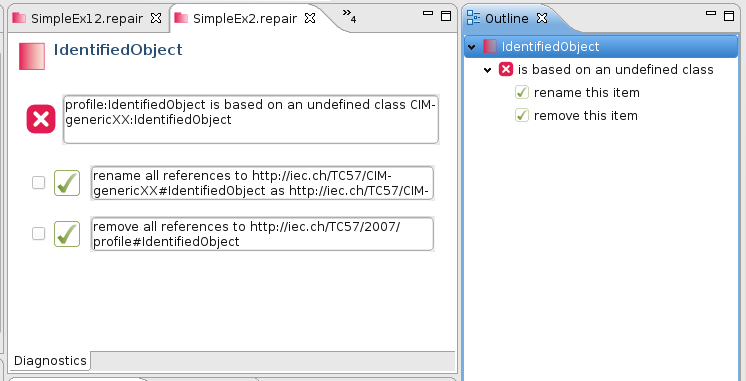 SimpleEx12.repair
SimpleEx2.repair
»4
Outline
IdentifiedObject
profile:IdentifiedObject is based on an undefined class CIM-
genericXX:IdentifiedObject
rename all references to http://iec.ch/TC57/CIM-
genericXX#IdentifiedObject as http://iec.ch/TC57/CIM-
remove all references to http://iec.ch/TC57/2007/
profile#IdentifiedObject
Diagnostics
IdentifiedObject
is based on an undefined class
rename this item
remove this item